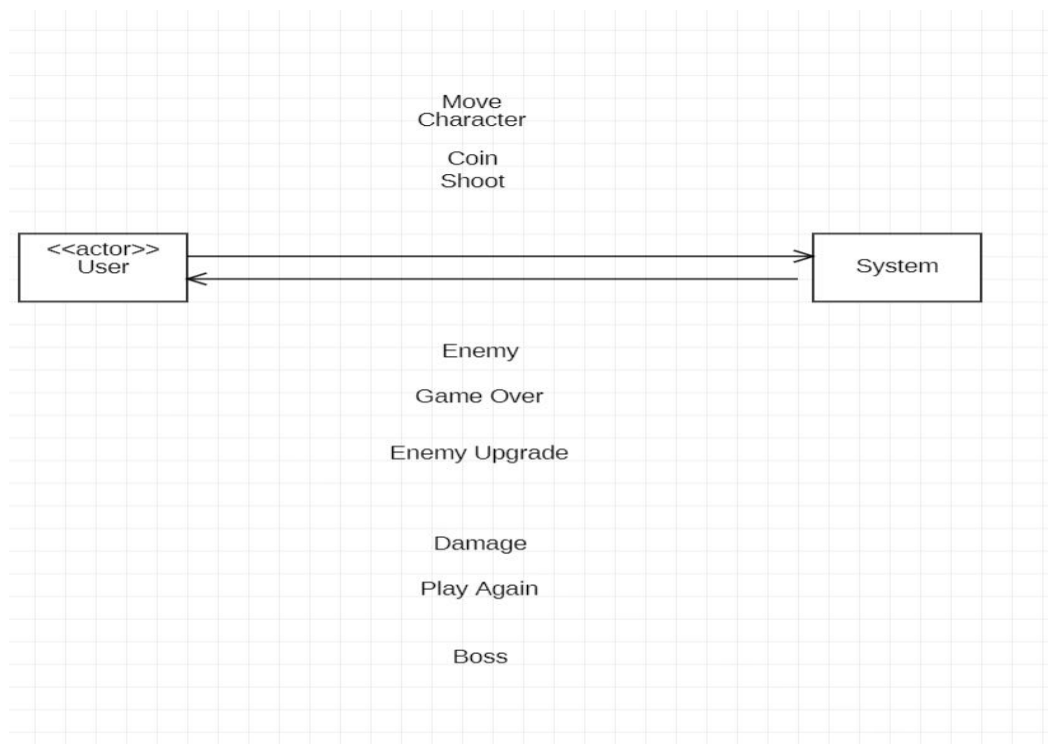 Move
Character
Coin
Shoot
<<actor>>
User
System
Enemy
Game Over
Enemy Upgrade
Damage
Play Again
Boss